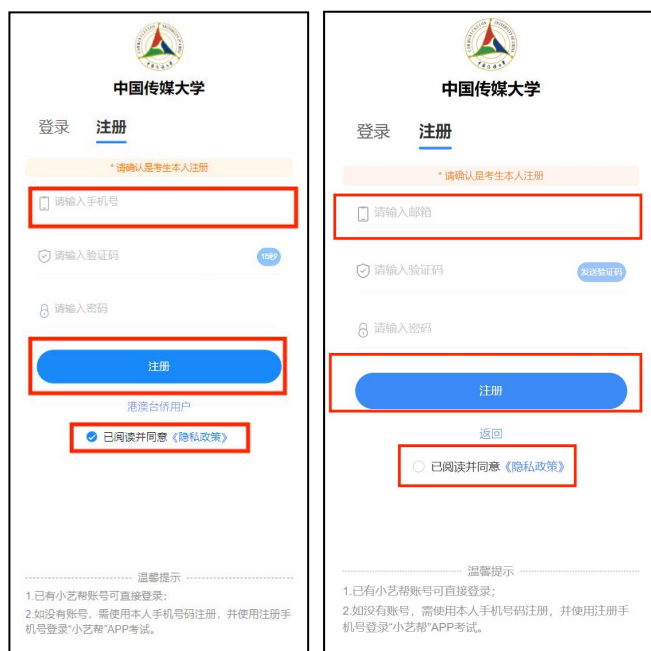 中国传媒大学
登录 注册
* 请确认是考生本人注册
请输入手机号
请输入验证码 15秒
请输入密码
注册
港澳台侨用户
已阅读并同意《隐私政策》
温馨提示
1.已有小艺帮账号可直接登录；
2.如没有账号，需使用本人手机号码注册，并使用注册手
机号登录“小艺帮”APP考试。
中国传媒大学
登录 注册
* 请确认是考生本人注册
请输入邮箱
请输入验证码 发送验证码
请输入密码
注册
返回
已阅读并同意《隐私政策》
温馨提示
1.已有小艺帮账号可直接登录；
2.如没有账号，需使用本人手机号码注册，并使用注册手
机号登录“小艺帮”APP考试。